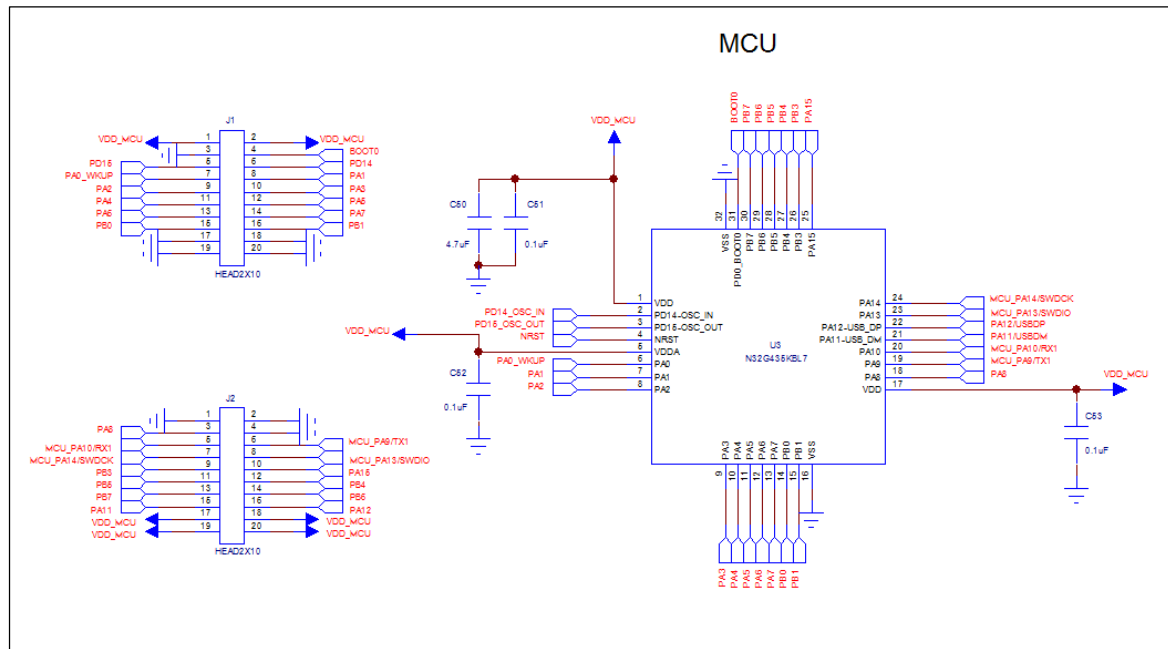 MCU
J1
VDD_MCU 1 2 VDD_MCU
3 4 BOOT0
PD15 5 6 PD14
PA0_WKUP 7 8 PA1
PA2 9 10 PA3
PA4 11 12 PA5
PA6 13 14 PA7
PB0 15 16 PB1
17 18
19 20
HEAD2X10
VDD_MCU
C50
4.7uF
C51
0.1uF
VDD_MCU
C52
0.1uF
BOOT0
PB7
PB6
PB5
PB4
PB3
PA15
32 31 30 29 28 27 26 25
VSS
PD0_BOOT0
PB7
PB6
PB5
PB4
PB3
PA15
1 VDD
PD14_OSC_IN 2 PD14-OSC_IN
PD15_OSC_OUT 3 PD15-OSC_OUT
NRST 4 NRST
5 VDDA
PA0_WKUP 6 PA0
PA1 7 PA1
PA2 8 PA2
U3
N32G435KBL7
PA14 24 MCU_PA14/SWDCK
PA13 23 MCU_PA13/SWDIO
PA12-USB_DP 22 PA12/USBDP
PA11-USB_DM 21 PA11/USBDM
PA10 20 MCU_PA10/RX1
PA9 19 MCU_PA9/TX1
PA8 18 PA8
VDD 17
VDD_MCU
C53
0.1uF
PA3
PA4
PA5
PA6
PA7
PB0
PB1
VSS
9 10 11 12 13 14 15 16
PA3
PA4
PA5
PA6
PA7
PB0
PB1
J2
1 2
PA8 3 4
MCU_PA10/RX1 5 6 MCU_PA9/TX1
MCU_PA14/SWDCK 7 8 MCU_PA13/SWDIO
PB3 9 10 PA15
PB5 11 12 PB4
PB7 13 14 PB6
PA11 15 16 PA12
VDD_MCU 17 18 VDD_MCU
VDD_MCU 19 20 VDD_MCU
HEAD2X10